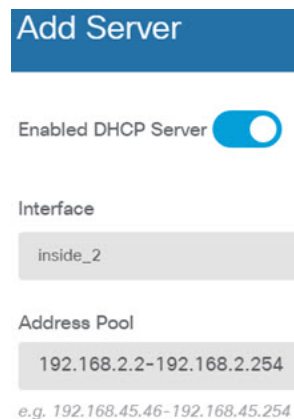 Add Server
Enabled DHCP Server
Interface
inside_2
Address Pool
192.168.2.2-192.168.2.254
e.g. 192.168.45.46-192.168.45.254